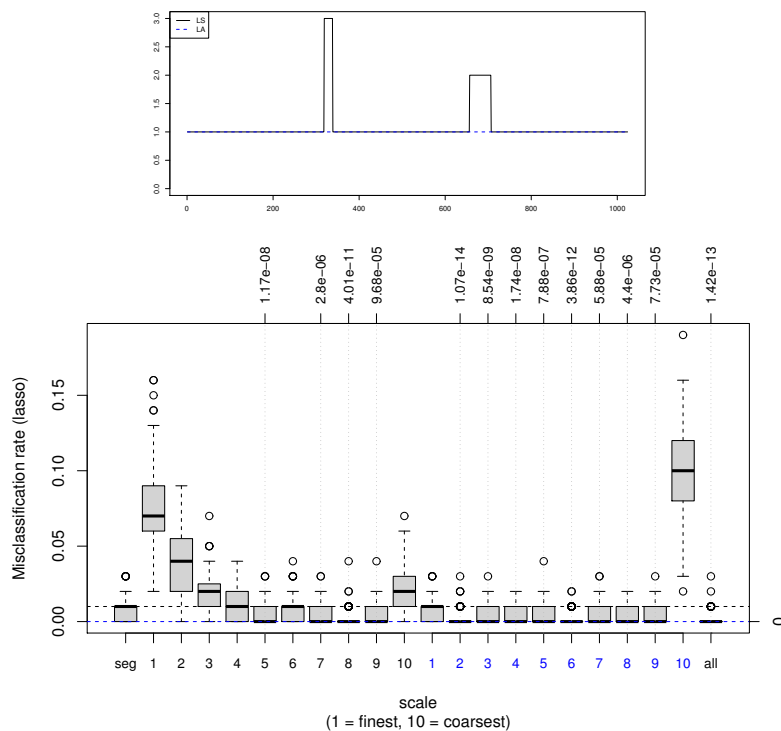 3.0
2.5
2.0
1.5
1.0
0.5
0.0
LS
LA
0 200 400 600 800 1000
1.17e−08 2.8e−06 4.01e−11 9.68e−05 1.07e−14 8.54e−09 1.74e−08 7.88e−07 3.86e−12 5.88e−05 4.4e−06 7.73e−05 1.42e−13
Misclassification rate (lasso)
0.15
0.10
0.05
0.00
0
seg 1 2 3 4 5 6 7 8 9 10 1 2 3 4 5 6 7 8 9 10 all
scale
(1 = finest, 10 = coarsest)